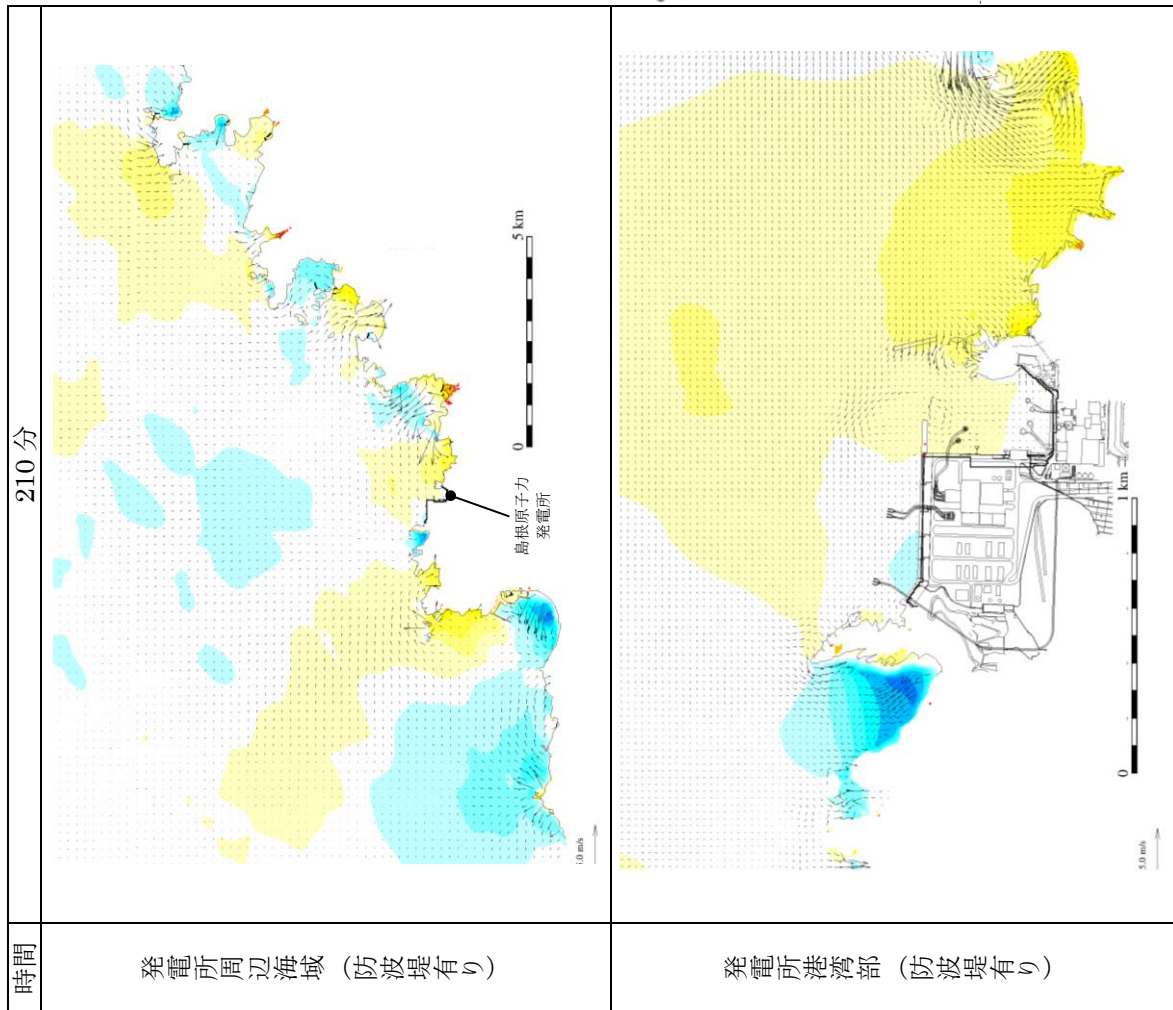 時間
210 分
発電所周辺海域（防波堤有り）
島根原子力
発電所
0
5 km
発電所港湾部（防波堤有り）
0
1 km
5.0 m/s